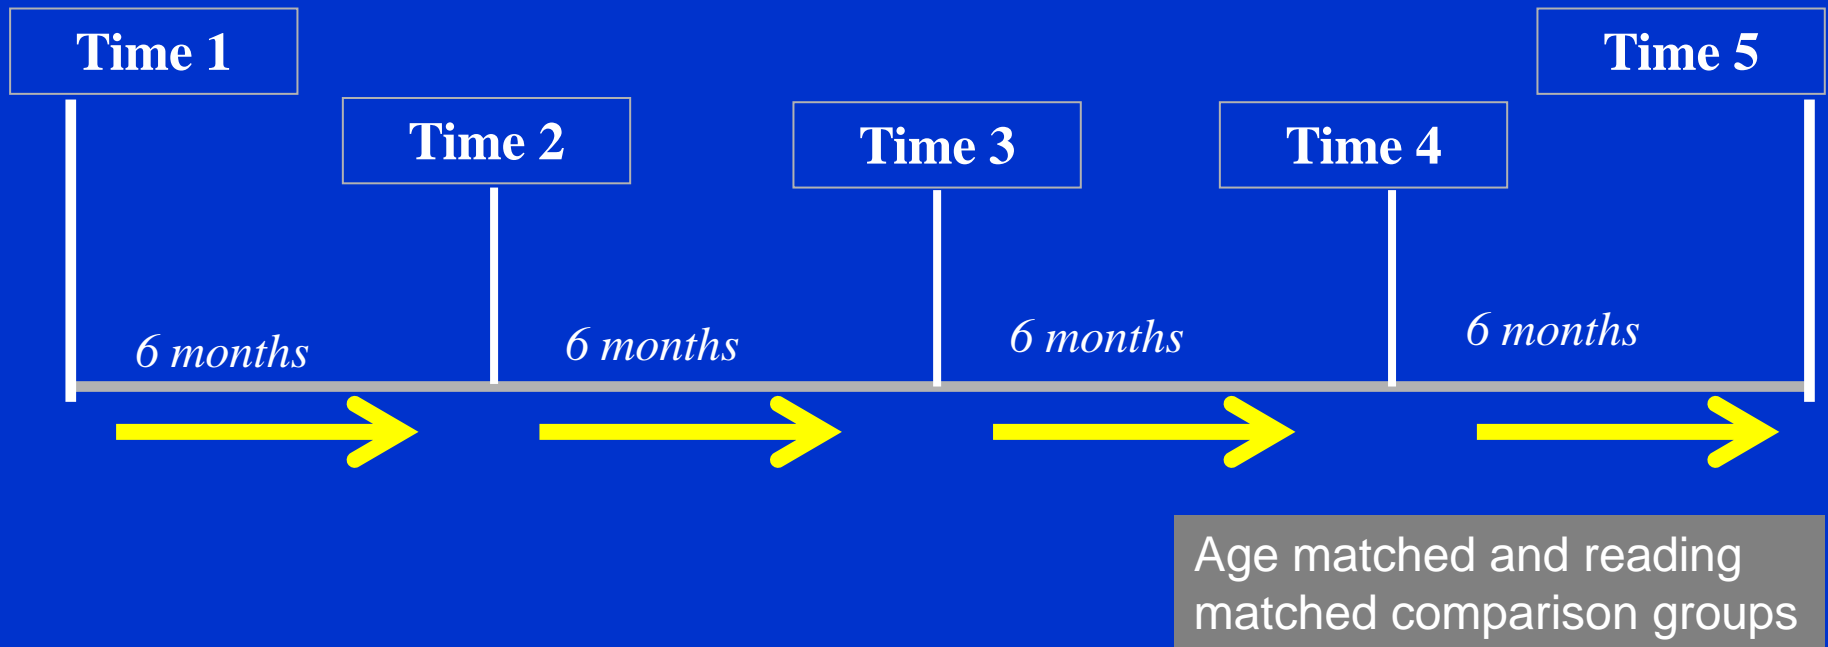 Time 1
Time 2
Time 3
Time 4
Time 5
6 months
6 months
6 months
6 months
Age matched and reading
matched comparison groups